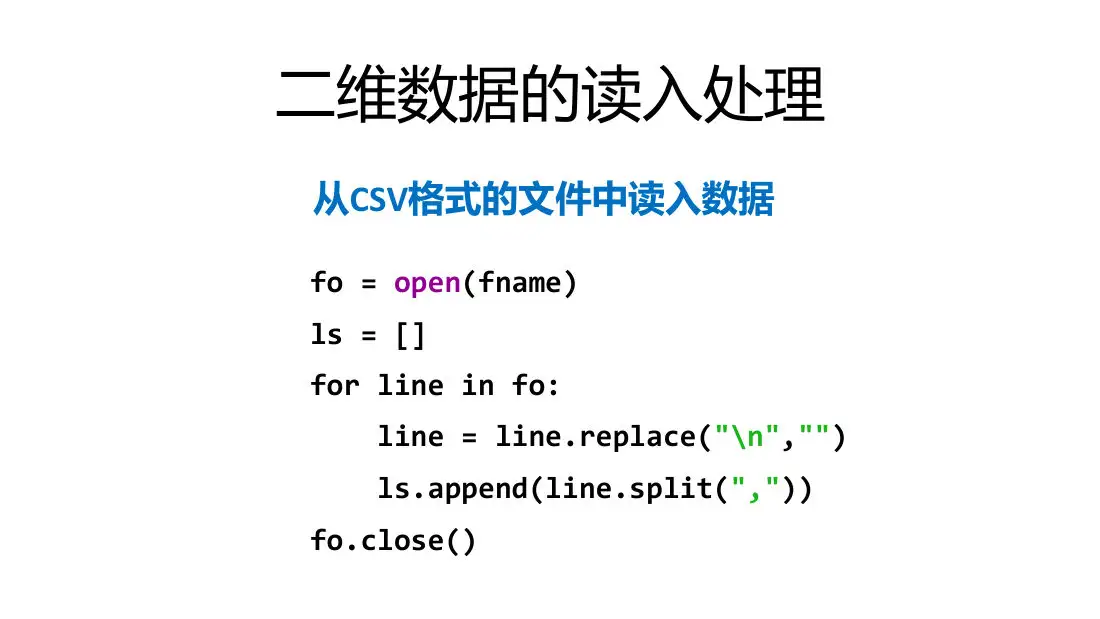 二维数据的读入处理
从CSV格式的文件中读入数据
fo = open(fname)
ls = []
for line in fo:
    line = line.replace("\n","")
    ls.append(line.split(","))
fo.close()